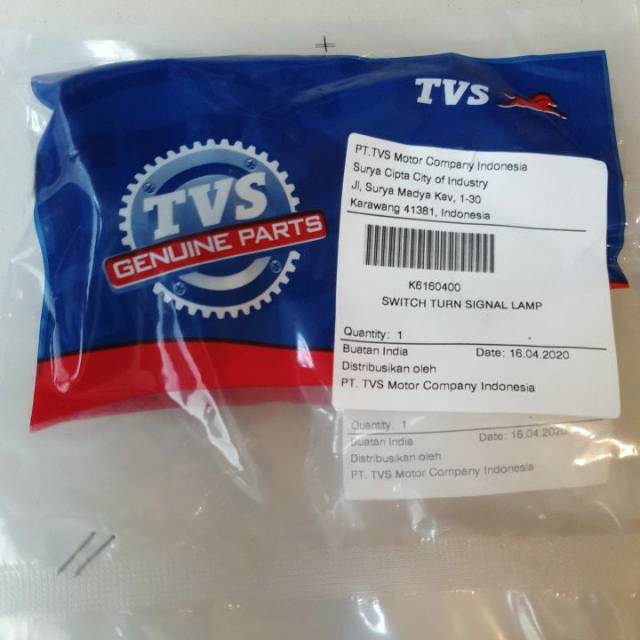 TVS
TVS
GENUINE PARTS
PT.TVS Motor Company Indonesia
Surya Cipta City of Industry
Jl, Surya Madya Kav, 1-30
Karawang 41381, Indonesia
K6160400
SWITCH TURN SIGNAL LAMP
Quantity: 1
Buatan India Date: 16.04.2020
Distribusikan oleh
PT. TVS Motor Company Indonesia
Quantity: 1
Buatan India Date: 16.04.2020
Distribusikan oleh
PT. TVS Motor Company Indonesia